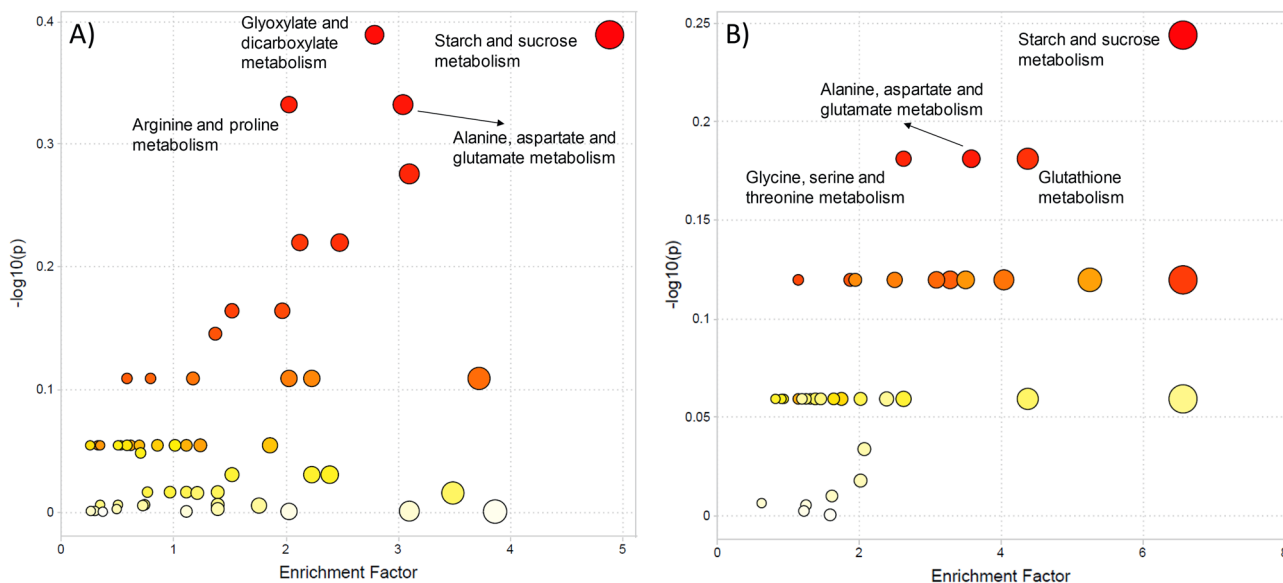 A)
Glyoxylate and
dicarboxylate
metabolism
Starch and sucrose
metabolism
Arginine and proline
metabolism
Alanine, aspartate and
glutamate metabolism
0.4
0.3
0.2
0.1
0
-log10(p)
0
1
2
3
4
5
Enrichment Factor
B)
Starch and sucrose
metabolism
Alanine, aspartate and
glutamate metabolism
Glycine, serine and
threonine metabolism
Glutathione
metabolism
0.25
0.2
0.15
0.1
0.05
0
-log10(p)
0
2
4
6
8
Enrichment Factor